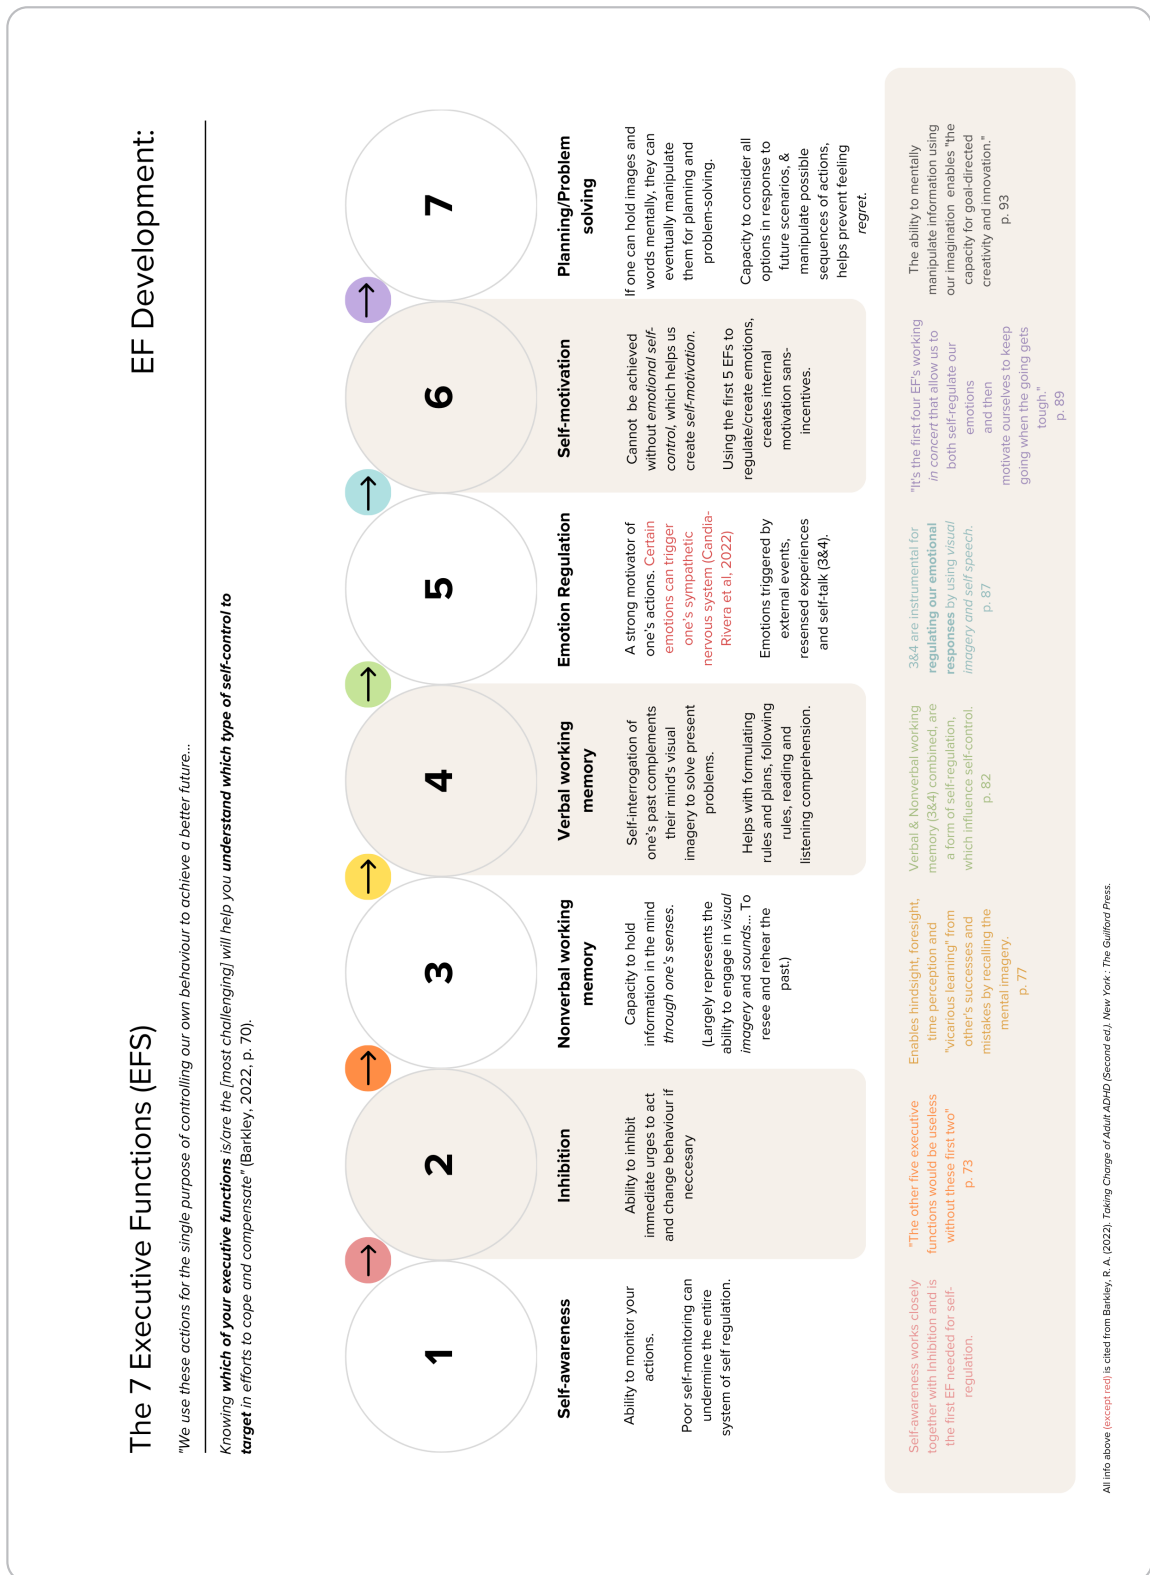 The 7 Executive Functions (EFS)
EF Development:
"We use these actions for the single purpose of controlling our own behaviour to achieve a better future...
Knowing which of your executive functions is/are the [most challenging] will help you understand which type of self-control to
target in efforts to cope and compensate" (Barkley, 2022, p. 70).
1
Self-awareness
Ability to monitor your
actions.
Poor self-monitoring can
undermine the entire
system of self regulation.
2
Inhibition
Ability to inhibit
immediate urges to act
and change behaviour if
neccesary
3
Nonverbal working
memory
Capacity to hold
information in the mind
through one's senses.
(Largely represents the
ability to engage in visual
imagery and sounds... To
resee and rehear the
past.)
4
Verbal working
memory
Self-interrogation of
one's past complements
their mind's visual
imagery to solve present
problems.
Helps with formulating
rules and plans, following
rules, reading and
listening comprehension.
5
Emotion Regulation
A strong motivator of
one's actions. Certain
emotions can trigger
one's sympathetic
nervous system (Candia-
Rivera et al, 2022)
Emotions triggered by
external events,
resensed experiences
and self-talk (3&4).
6
Self-motivation
Cannot be achieved
without emotional self-
control, which helps us
create self-motivation.
Using the first 5 EFs to
regulate/create emotions,
creates internal
motivation sans-
incentives.
7
Planning/Problem
solving
If one can hold images and
words mentally, they can
eventually manipulate
them for planning and
problem-solving.
Capacity to consider all
options in response to
future scenarios, &
manipulate possible
sequences of actions,
helps prevent feeling
regret.
Self-awareness works closely
together with Inhibition and is
the first EF needed for self-
regulation.
"The other five executive
functions would be useless
without these first two"
p. 73
Enables hindsight, foresight,
time perception and
"vicarious learning" from
other's successes and
mistakes by recalling the
mental imagery.
p. 77
Verbal & Nonverbal working
memory (3&4) combined, are
a form of self-regulation,
which influence self-control.
p. 82
3&4 are instrumental for
regulating our emotional
responses by using visual
imagery and self speech.
p. 87
"It's the first four EF's working
in concert that allow us to
both self-regulate our
emotions
and then
motivate ourselves to keep
going when the going gets
tough."
p. 89
The ability to mentally
manipulate information using
our imagination enables "the
capacity for goal-directed
creativity and innovation."
p. 93
All info above (except red) is cited from Barkley, R. A. (2022). Taking Charge of Adult ADHD (Second ed.). New York : The Guilford Press.